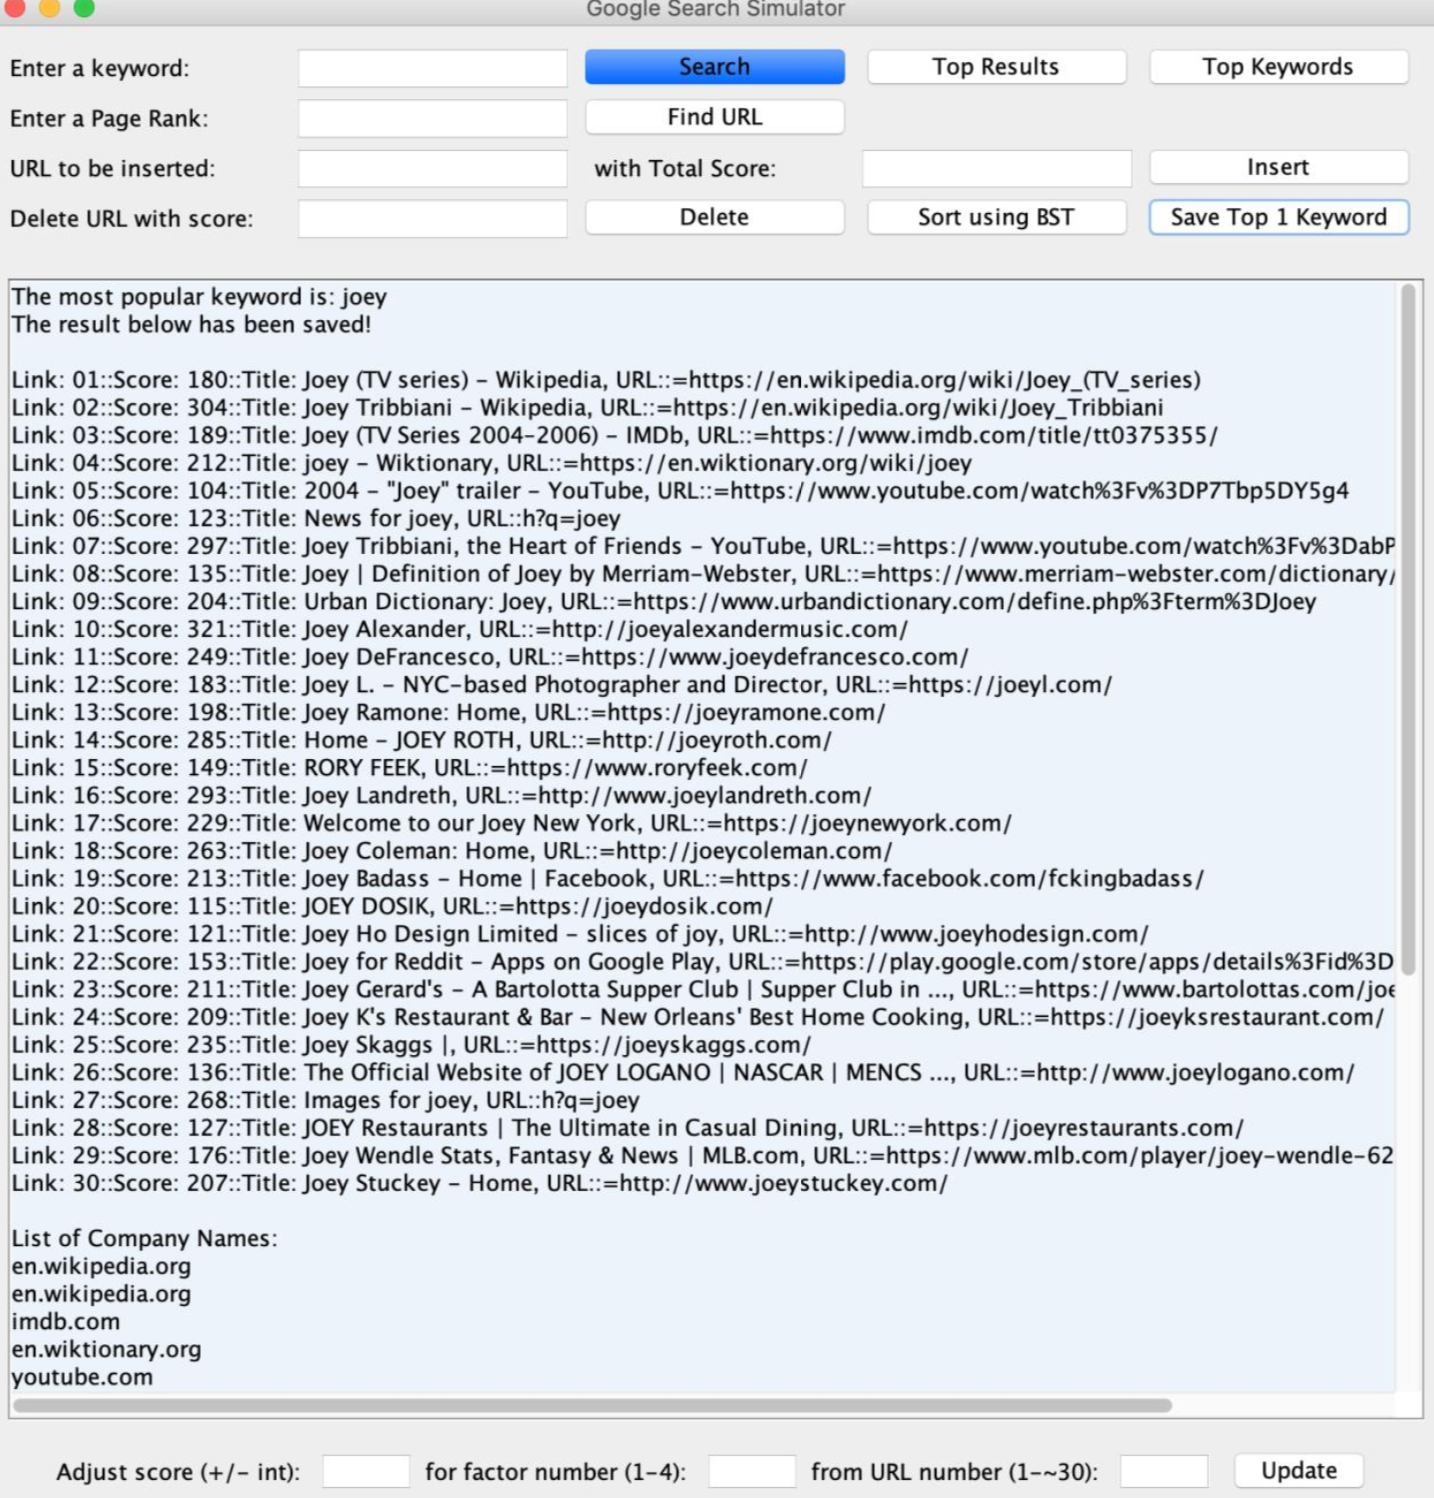 Google Search Simulator
Enter a keyword: Search Top Results Top Keywords
Enter a Page Rank: Find URL
URL to be inserted: with Total Score: Insert
Delete URL with score: Delete Sort using BST Save Top 1 Keyword
The most popular keyword is: joey
The result below has been saved!
Link: 01::Score: 180::Title: Joey (TV series) – Wikipedia, URL::=https://en.wikipedia.org/wiki/Joey_(TV_series)
Link: 02::Score: 304::Title: Joey Tribbiani – Wikipedia, URL::=https://en.wikipedia.org/wiki/Joey_Tribbiani
Link: 03::Score: 189::Title: Joey (TV Series 2004–2006) – IMDb, URL::=https://www.imdb.com/title/tt0375355/
Link: 04::Score: 212::Title: joey – Wiktionary, URL::=https://en.wiktionary.org/wiki/joey
Link: 05::Score: 104::Title: 2004 – "Joey" trailer – YouTube, URL::=https://www.youtube.com/watch%3Fv%3DP7Tbp5DY5g4
Link: 06::Score: 123::Title: News for joey, URL::h?q=joey
Link: 07::Score: 297::Title: Joey Tribbiani, the Heart of Friends – YouTube, URL::=https://www.youtube.com/watch%3Fv%3DabP
Link: 08::Score: 135::Title: Joey | Definition of Joey by Merriam-Webster, URL::=https://www.merriam-webster.com/dictionary/
Link: 09::Score: 204::Title: Urban Dictionary: Joey, URL::=https://www.urbandictionary.com/define.php%3Fterm%3DJoey
Link: 10::Score: 321::Title: Joey Alexander, URL::=http://joeyalexandermusic.com/
Link: 11::Score: 249::Title: Joey DeFrancesco, URL::=https://www.joeydefrancesco.com/
Link: 12::Score: 183::Title: Joey L. – NYC-based Photographer and Director, URL::=https://joeyl.com/
Link: 13::Score: 198::Title: Joey Ramone: Home, URL::=https://joeyramone.com/
Link: 14::Score: 285::Title: Home – JOEY ROTH, URL::=http://joeyroth.com/
Link: 15::Score: 149::Title: RORY FEEK, URL::=https://www.roryfeek.com/
Link: 16::Score: 293::Title: Joey Landreth, URL::=http://www.joeylandreth.com/
Link: 17::Score: 229::Title: Welcome to our Joey New York, URL::=https://joeynewyork.com/
Link: 18::Score: 263::Title: Joey Coleman: Home, URL::=http://joeycoleman.com/
Link: 19::Score: 213::Title: Joey Badass – Home | Facebook, URL::=https://www.facebook.com/fckingbadass/
Link: 20::Score: 115::Title: JOEY DOSIK, URL::=https://joeydosik.com/
Link: 21::Score: 121::Title: Joey Ho Design Limited – slices of joy, URL::=http://www.joeyhodesign.com/
Link: 22::Score: 153::Title: Joey for Reddit – Apps on Google Play, URL::=https://play.google.com/store/apps/details%3Fid%3D
Link: 23::Score: 211::Title: Joey Gerard's – A Bartolotta Supper Club | Supper Club in ..., URL::=https://www.bartolottas.com/joe
Link: 24::Score: 209::Title: Joey K's Restaurant & Bar – New Orleans' Best Home Cooking, URL::=https://joeyksrestaurant.com/
Link: 25::Score: 235::Title: Joey Skaggs |, URL::=https://joeyskaggs.com/
Link: 26::Score: 136::Title: The Official Website of JOEY LOGANO | NASCAR | MENCS ..., URL::=http://www.joeylogano.com/
Link: 27::Score: 268::Title: Images for joey, URL::h?q=joey
Link: 28::Score: 127::Title: JOEY Restaurants | The Ultimate in Casual Dining, URL::=https://joeyrestaurants.com/
Link: 29::Score: 176::Title: Joey Wendle Stats, Fantasy & News | MLB.com, URL::=https://www.mlb.com/player/joey-wendle-62
Link: 30::Score: 207::Title: Joey Stuckey – Home, URL::=http://www.joeystuckey.com/
List of Company Names:
en.wikipedia.org
en.wikipedia.org
imdb.com
en.wiktionary.org
youtube.com
Adjust score (+/- int): for factor number (1-4): from URL number (1-~30): Update